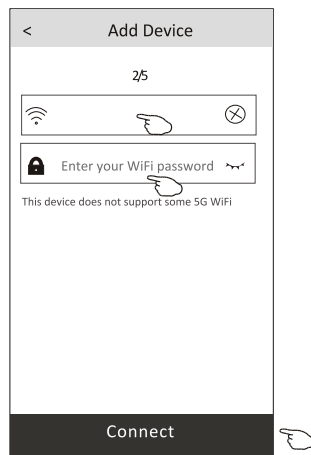 < Add Device
2/5
Enter your WiFi password
This device does not support some 5G WiFi
Connect